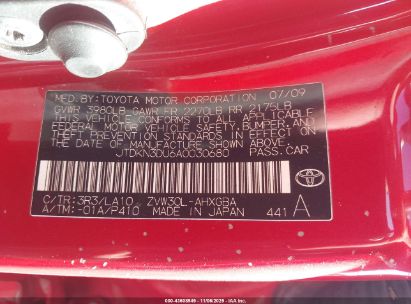 MFD. BY: TOYOTA MOTOR CORPORATION 07/09
GVWR 3980LB GAWR FR 2270LB RR 2175LB
THIS VEHICLE CONFORMS TO ALL APPLICABLE
FEDERAL MOTOR VEHICLE SAFETY, BUMPER, AND
THEFT PREVENTION STANDARDS IN EFFECT ON
THE DATE OF MANUFACTURE SHOWN ABOVE.
JTDKN3DU6A0030680 PASS. CAR
C/TR: 3R3/LA10 ZVW30L-AHXGBA
A/TM: -01A/P410 MADE IN JAPAN 441 A